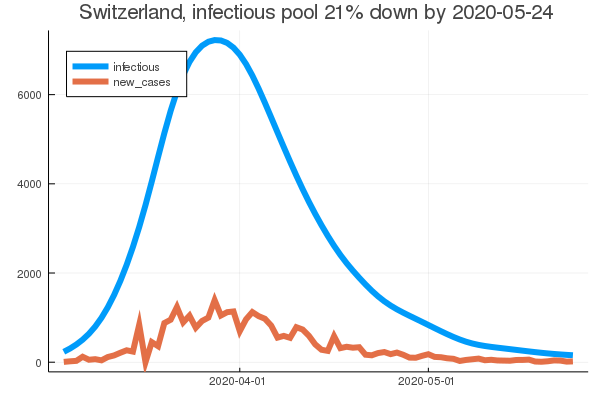 Switzerland, infectious pool 21% down by 2020-05-24
infectious
new_cases
6000
4000
2000
0
2020-04-01
2020-05-01